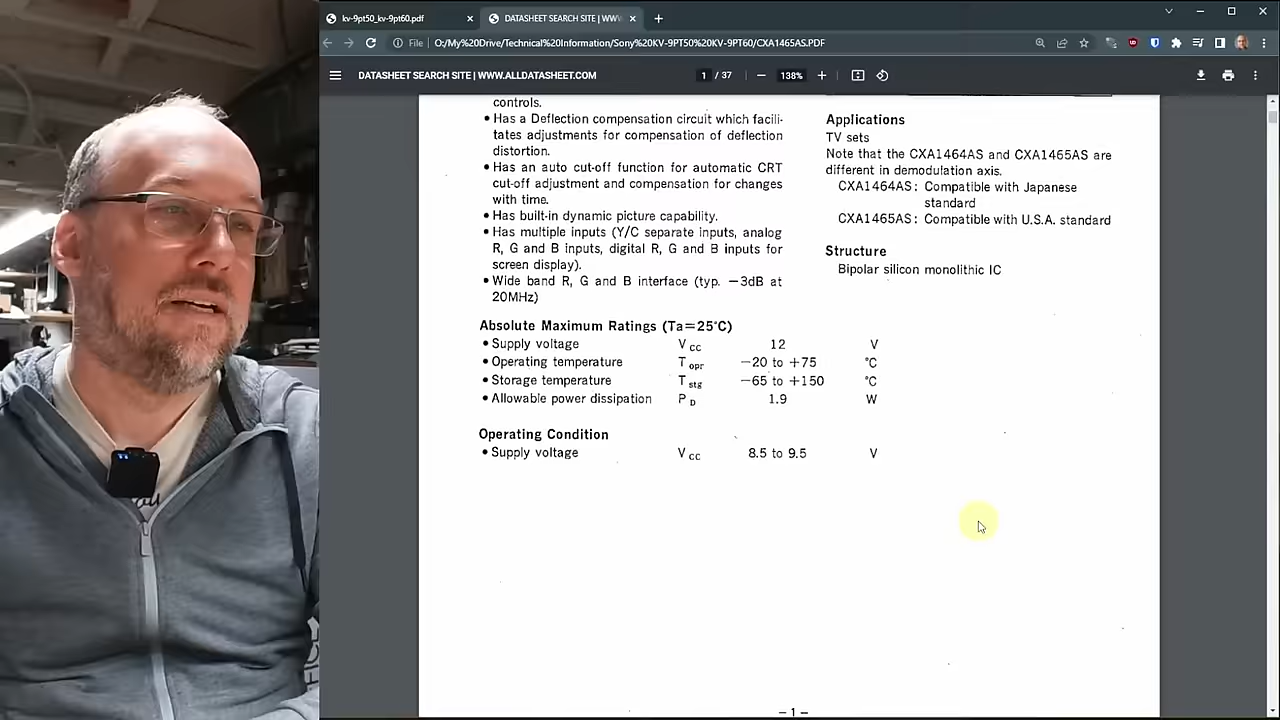 kv-9pt50_kv-9pt60.pdf
DATASHEET SEARCH SITE | WWW
File
O:/My%20Drive/Technical%20Information/Sony%20KV-9PT50%20KV-9PT60/CXA1465AS.PDF
DATASHEET SEARCH SITE | WWW.ALLDATASHEET.COM
1 / 37
138%
controls.
• Has a Deflection compensation circuit which facili-
tates adjustments for compensation of deflection
distortion.
• Has an auto cut-off function for automatic CRT
cut-off adjustment and compensation for changes
with time.
• Has built-in dynamic picture capability.
• Has multiple inputs (Y/C separate inputs, analog
R, G and B inputs, digital R, G and B inputs for
screen display).
• Wide band R, G and B interface (typ. −3dB at
20MHz)
Applications
TV sets
Note that the CXA1464AS and CXA1465AS are
different in demodulation axis.
CXA1464AS: Compatible with Japanese
standard
CXA1465AS: Compatible with U.S.A. standard
Structure
Bipolar silicon monolithic IC
Absolute Maximum Ratings (Ta=25°C)
• Supply voltage VCC 12 V
• Operating temperature Topr −20 to +75 °C
• Storage temperature Tstg −65 to +150 °C
• Allowable power dissipation PD 1.9 W
Operating Condition
• Supply voltage VCC 8.5 to 9.5 V
−1−